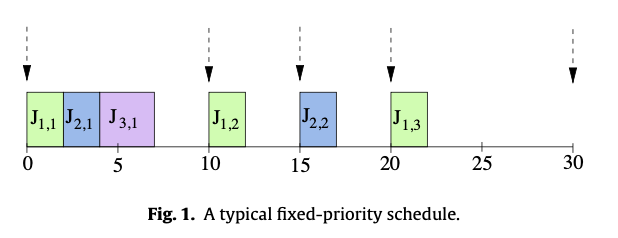 J1,1 J2,1 J3,1 J1,2 J2,2 J1,3
0 5 10 15 20 25 30
Fig. 1. A typical fixed-priority schedule.